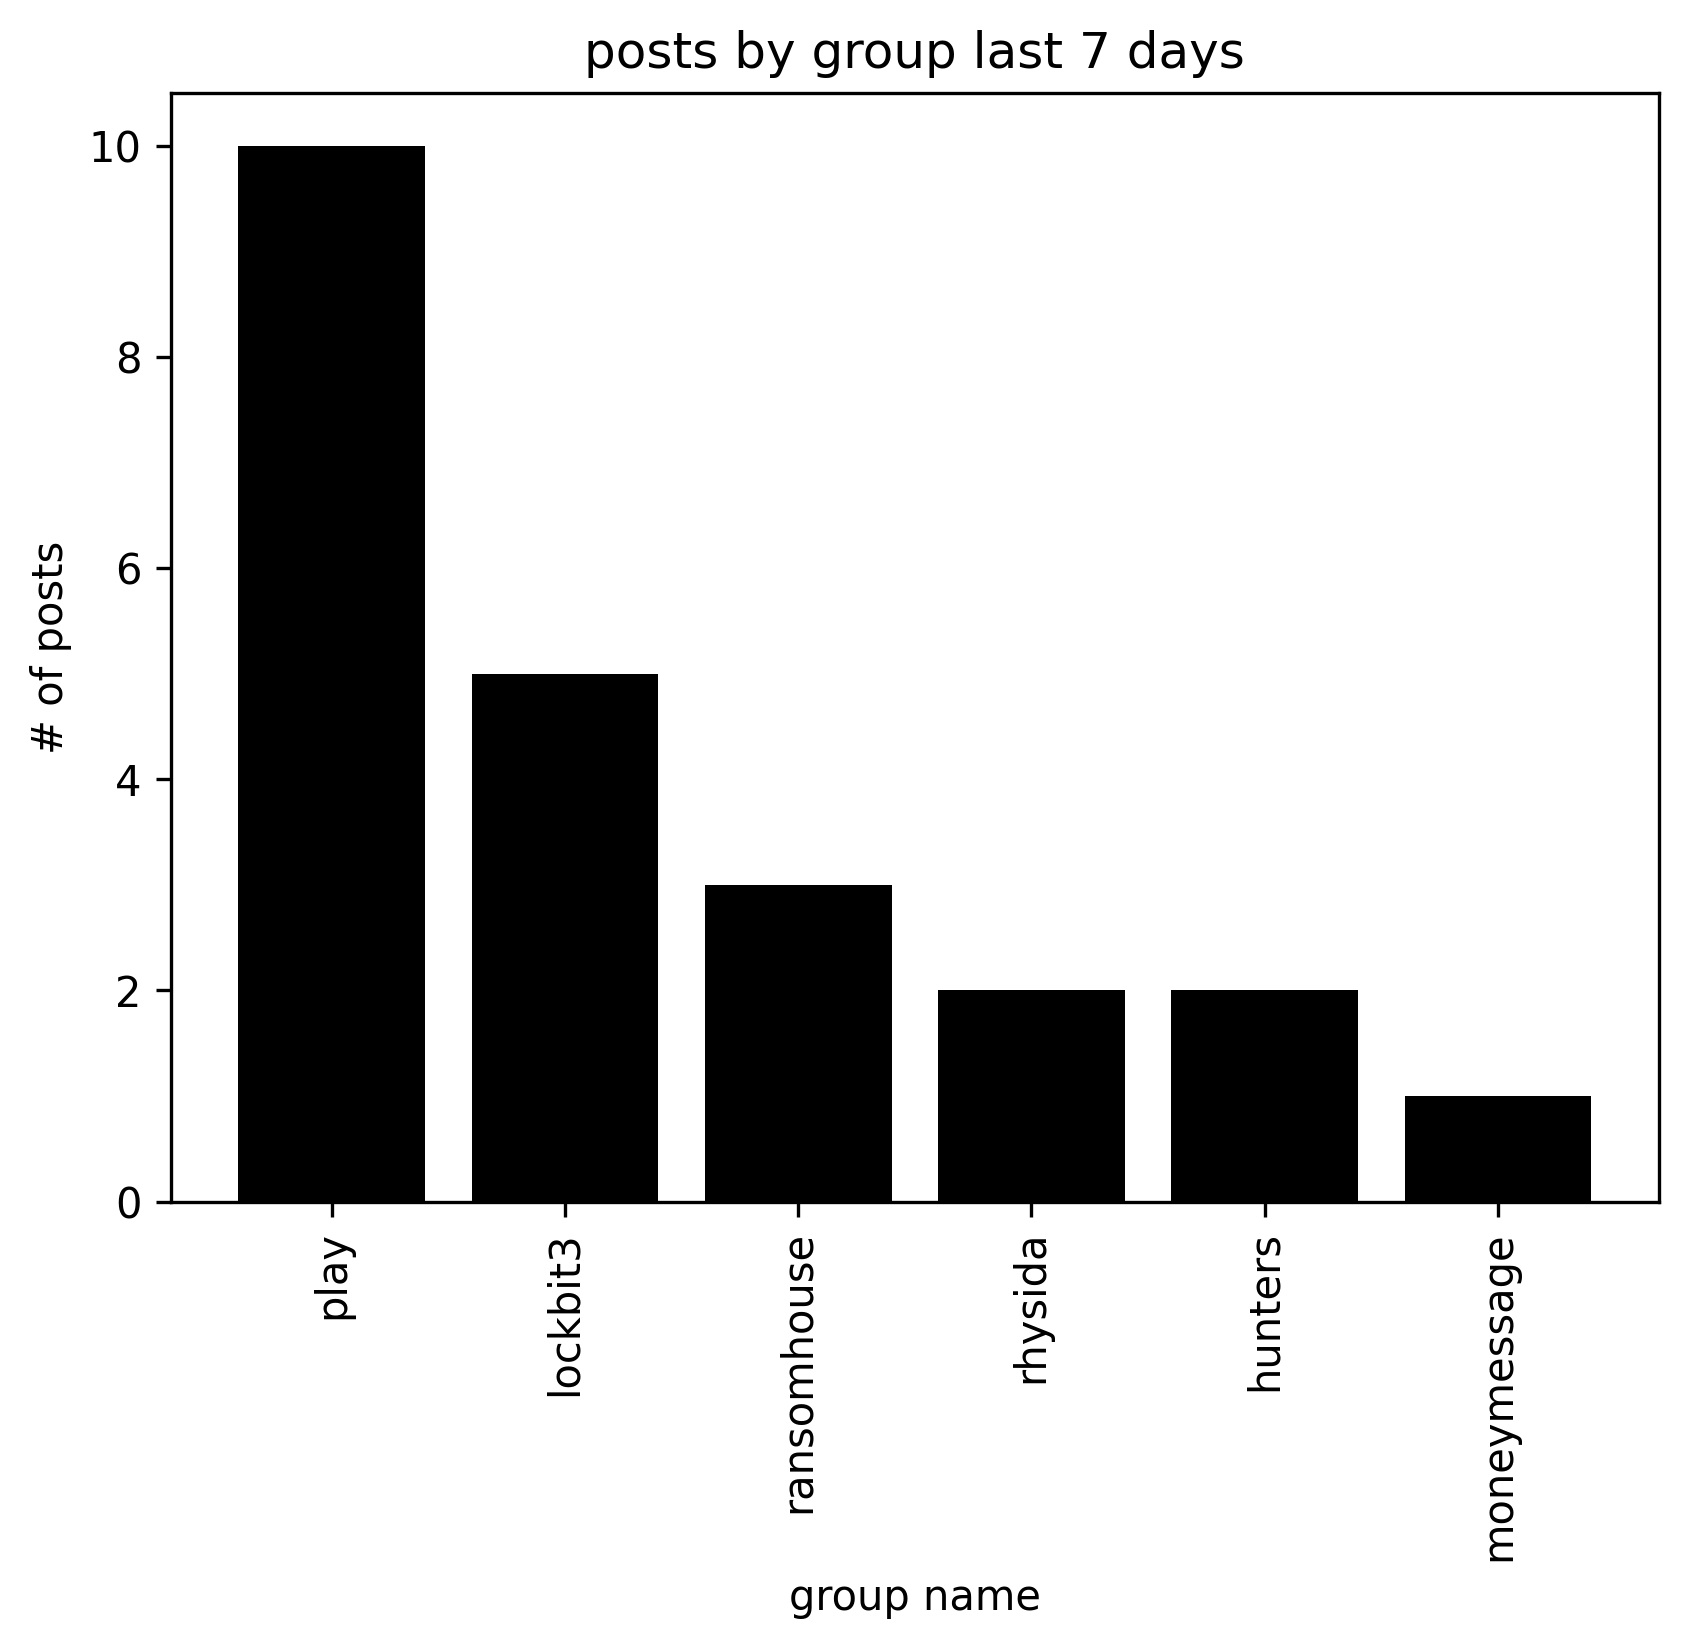 posts by group last 7 days
10
8
6
4
2
0
# of posts
play
lockbit3
ransomhouse
rhysida
hunters
moneymessage
group name